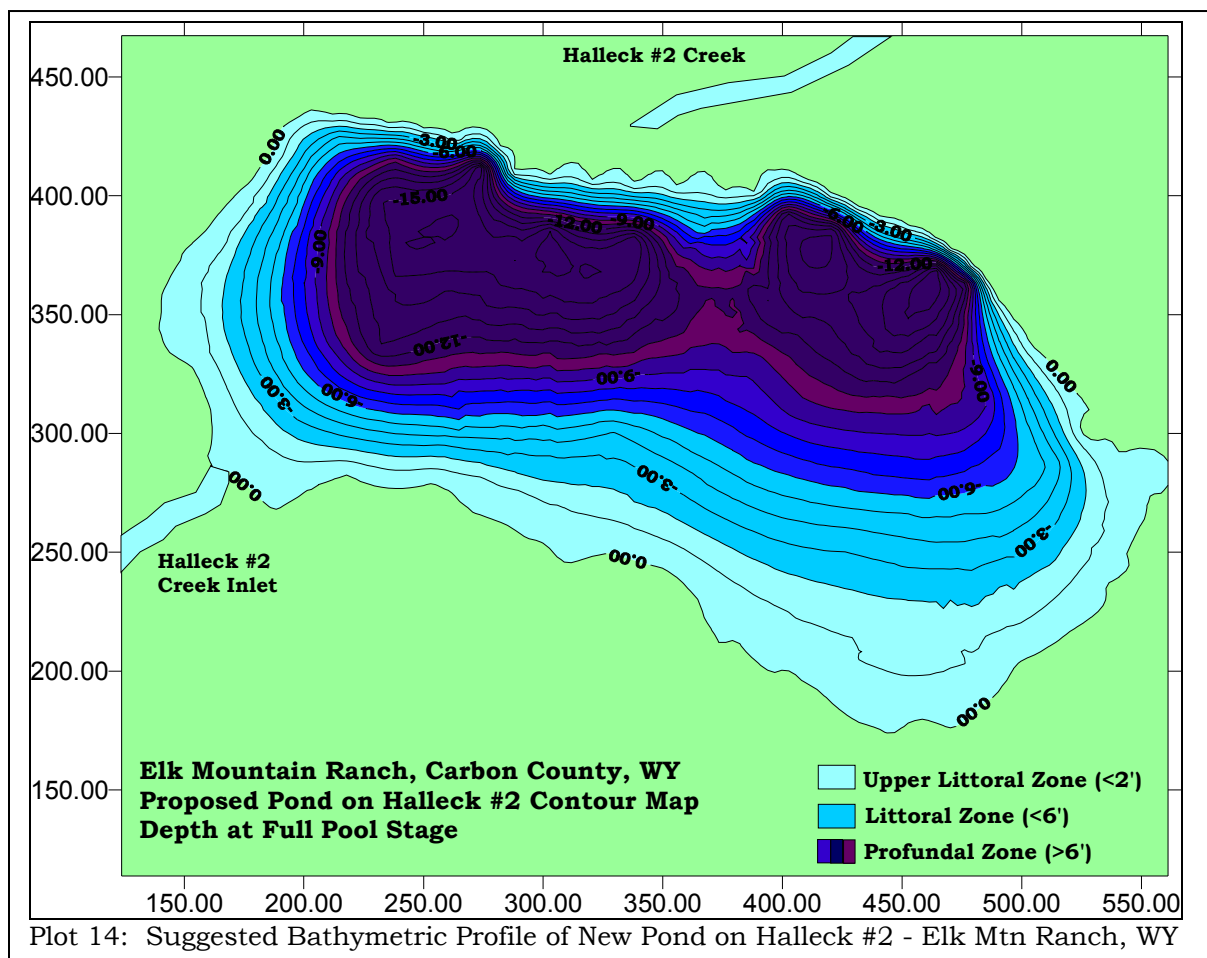 Halleck #2 Creek
450.00
400.00
350.00
300.00
250.00
200.00
150.00
0.00
-3.00
-6.00
-15.00
-12.00
-9.00
-6.00
-3.00
-12.00
-9.00
-12.00
-9.00
-9.00
0.00
-3.00
-6.00
-3.00
-6.00
-3.00
0.00
0.00
0.00
Halleck #2
Creek Inlet
Elk Mountain Ranch, Carbon County, WY
Proposed Pond on Halleck #2 Contour Map
Depth at Full Pool Stage
Upper Littoral Zone (<2')
Littoral Zone (<6')
Profundal Zone (>6')
150.00 200.00 250.00 300.00 350.00 400.00 450.00 500.00 550.00
Plot 14: Suggested Bathymetric Profile of New Pond on Halleck #2 - Elk Mtn Ranch, WY